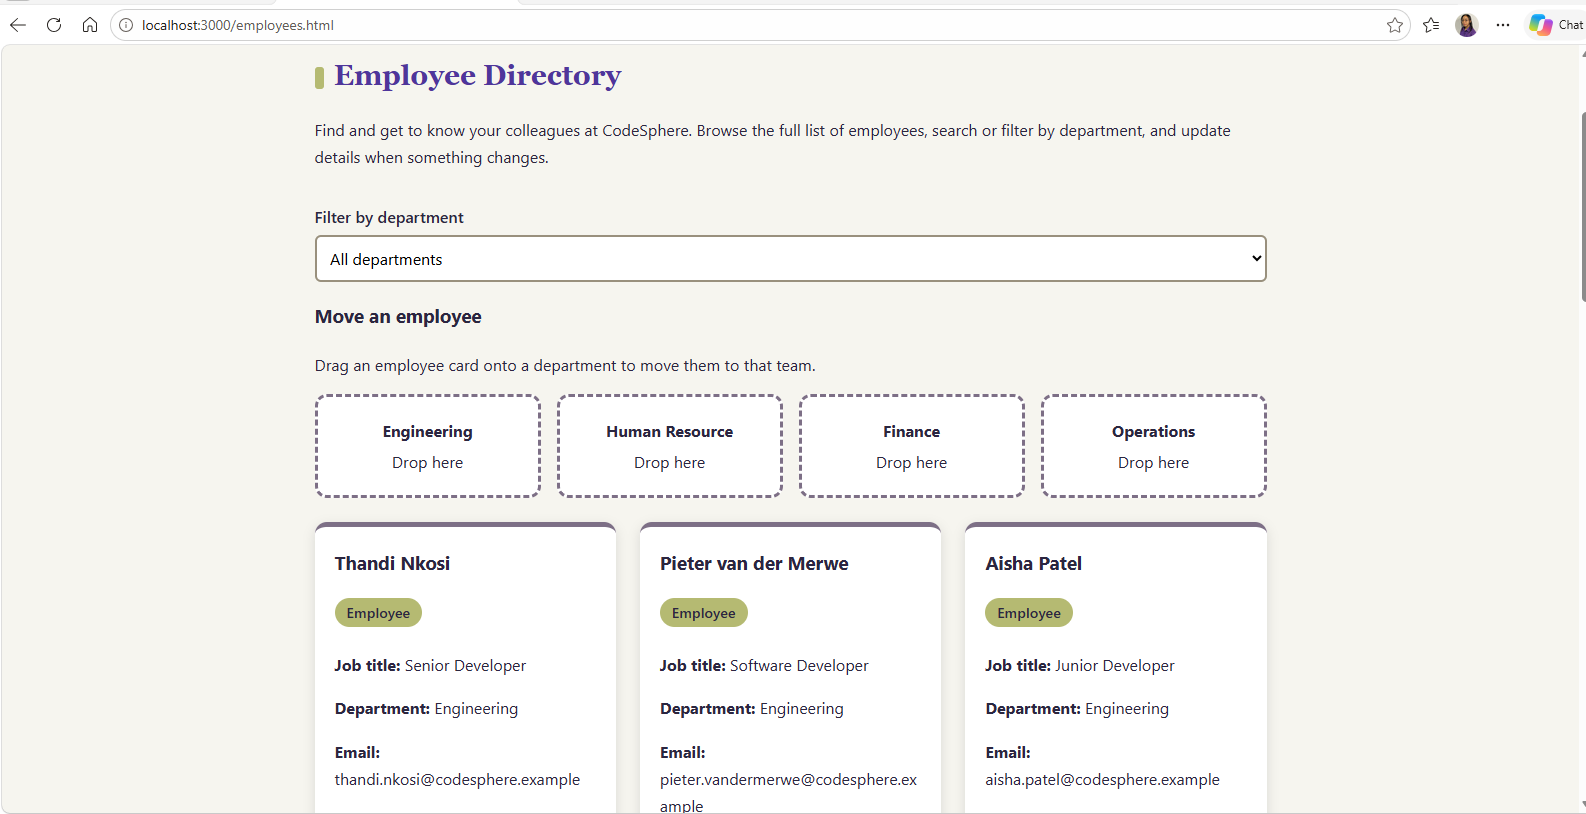 localhost:3000/employees.html
Chat
Employee Directory
Find and get to know your colleagues at CodeSphere. Browse the full list of employees, search or filter by department, and update
details when something changes.
Filter by department
All departments
Move an employee
Drag an employee card onto a department to move them to that team.
Engineering
Drop here
Human Resource
Drop here
Finance
Drop here
Operations
Drop here
Thandi Nkosi
Employee
Job title: Senior Developer
Department: Engineering
Email:
thandi.nkosi@codesphere.example
Pieter van der Merwe
Employee
Job title: Software Developer
Department: Engineering
Email:
pieter.vandermerwe@codesphere.ex
ample
Aisha Patel
Employee
Job title: Junior Developer
Department: Engineering
Email:
aisha.patel@codesphere.example